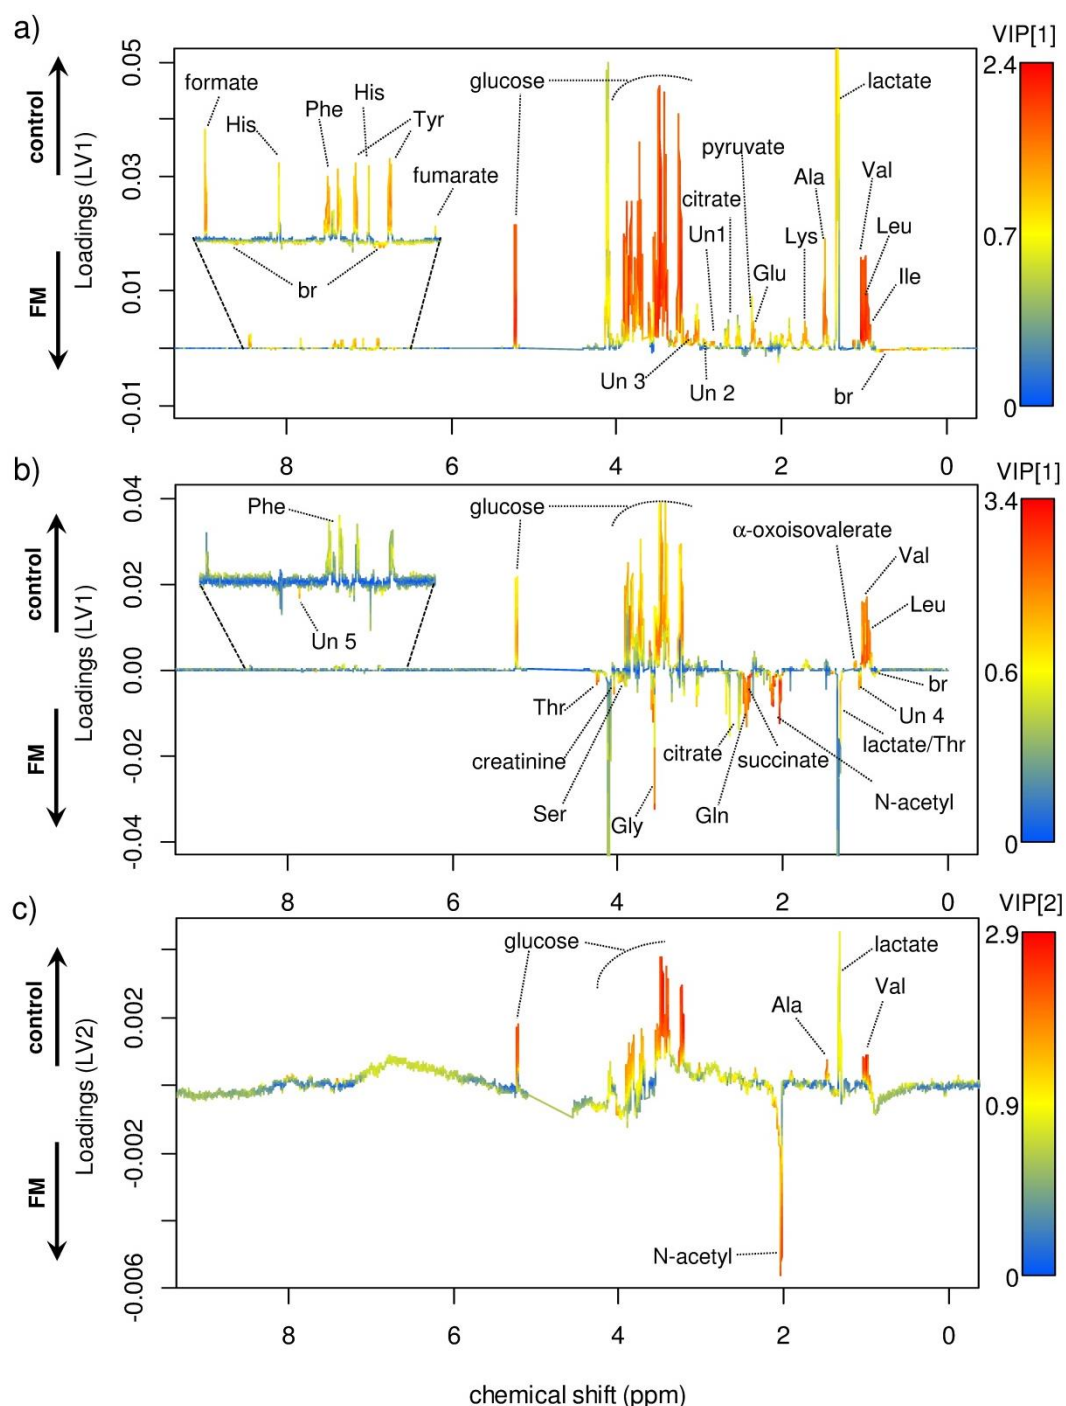 a)
VIP[1]
control
FM
Loadings (LV1)
0.05
0.03
0.01
-0.01
formate
His
Phe
His
Tyr
fumarate
br
glucose
pyruvate
citrate
Un1
Glu
Lys
Ala
Val
Leu
Ile
lactate
Un 3
Un 2
br
2.4
0.7
0
8 6 4 2 0
b)
VIP[1]
control
FM
Loadings (LV1)
0.04
0.02
0.00
-0.02
-0.04
Phe
Un 5
glucose
α-oxoisovalerate
Val
Leu
br
Un 4
lactate/Thr
Thr
creatinine
Ser
Gly
citrate
Gln
succinate
N-acetyl
3.4
0.6
0
8 6 4 2 0
c)
VIP[2]
control
FM
Loadings (LV2)
0.002
-0.002
-0.006
glucose
lactate
Ala
Val
N-acetyl
2.9
0.9
0
8 6 4 2 0
chemical shift (ppm)